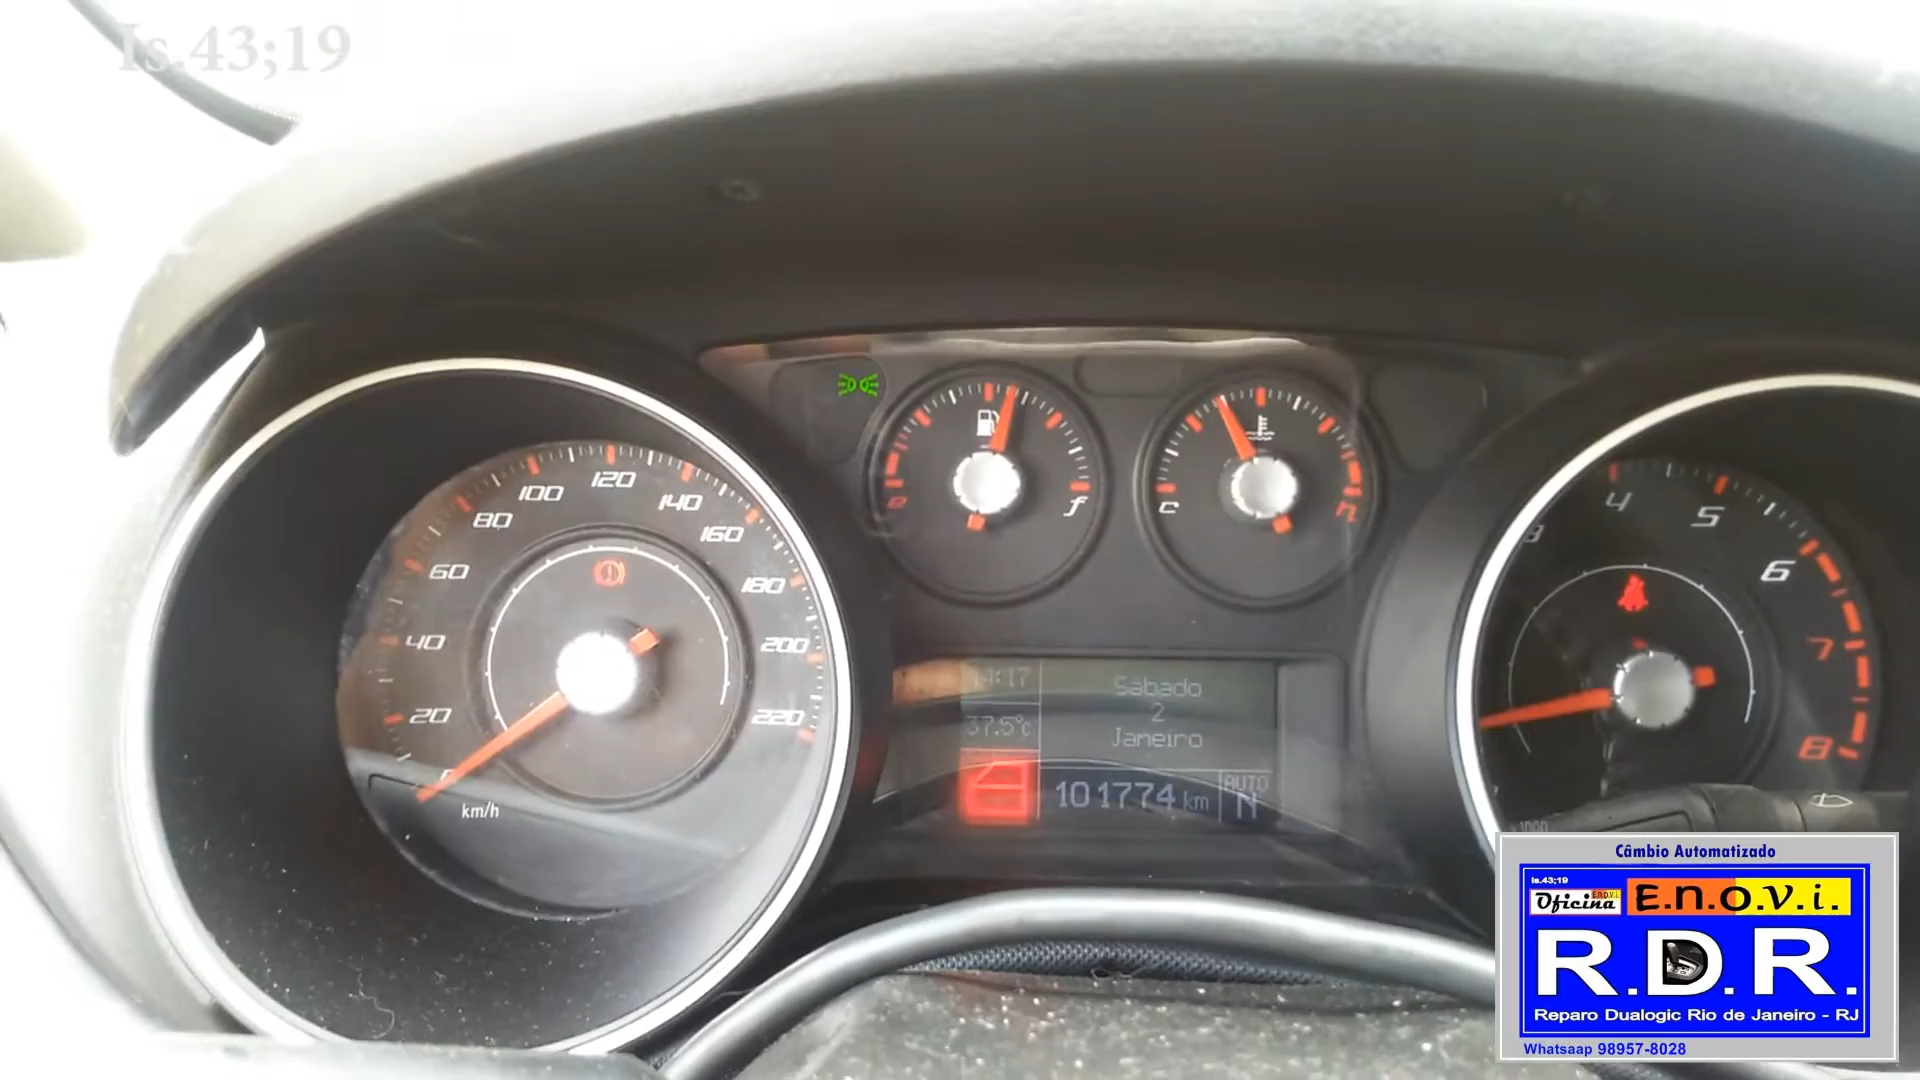 Is.43;19
e
f
c
h
20
40
60
80
100
120
140
160
180
200
220
km/h
4
5
6
7
8
14:17
37.5°c
Sábado
2
Janeiro
101774 km
AUTO
N
Câmbio Automatizado
Is.43;19
Oficina E.n.o.v.i.
R.D.R.
Reparo Dualogic Rio de Janeiro - RJ
Whatsaap 98957-8028